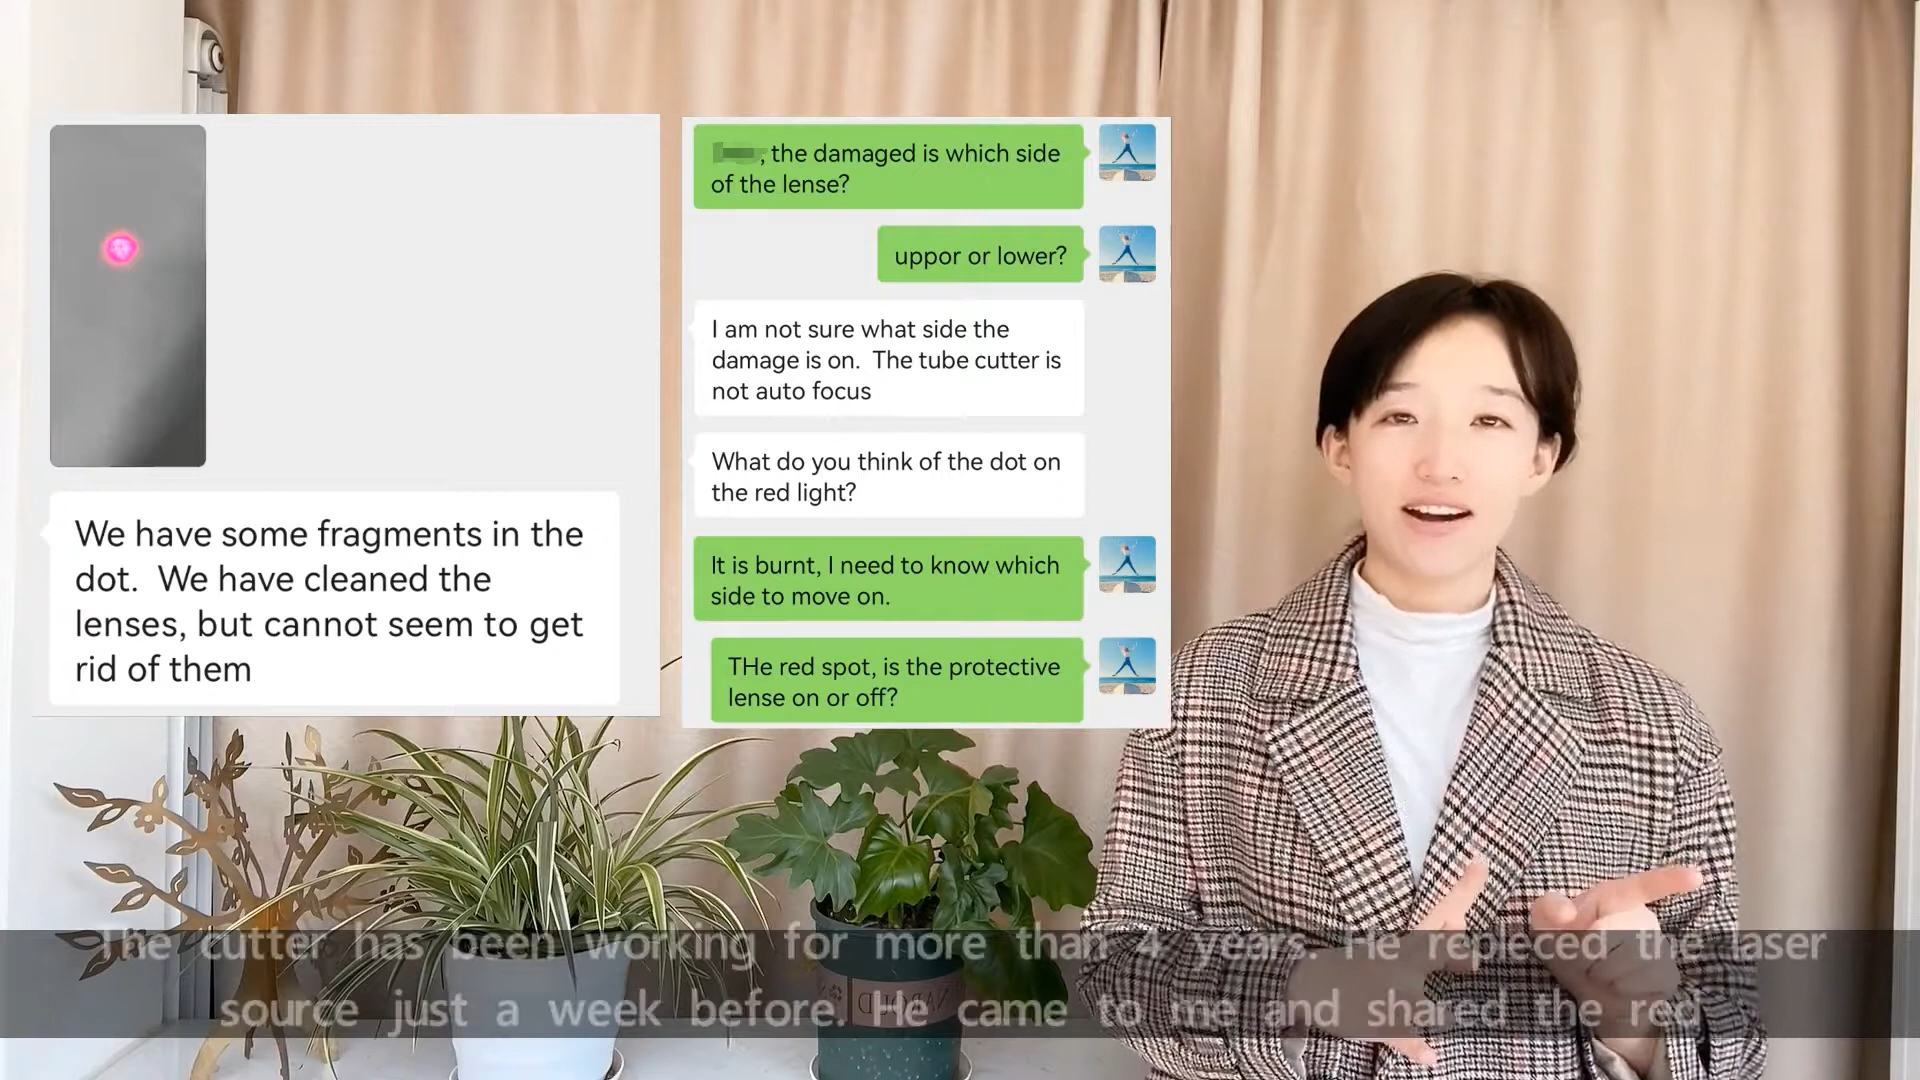 We have some fragments in the
dot. We have cleaned the
lenses, but cannot seem to get
rid of them
, the damaged is which side
of the lense?
uppor or lower?
I am not sure what side the
damage is on. The tube cutter is
not auto focus
What do you think of the dot on
the red light?
It is burnt, I need to know which
side to move on.
THe red spot, is the protective
lense on or off?
The cutter has been working for more than 4 years. He repleced the laser
source just a week before. He came to me and shared the red